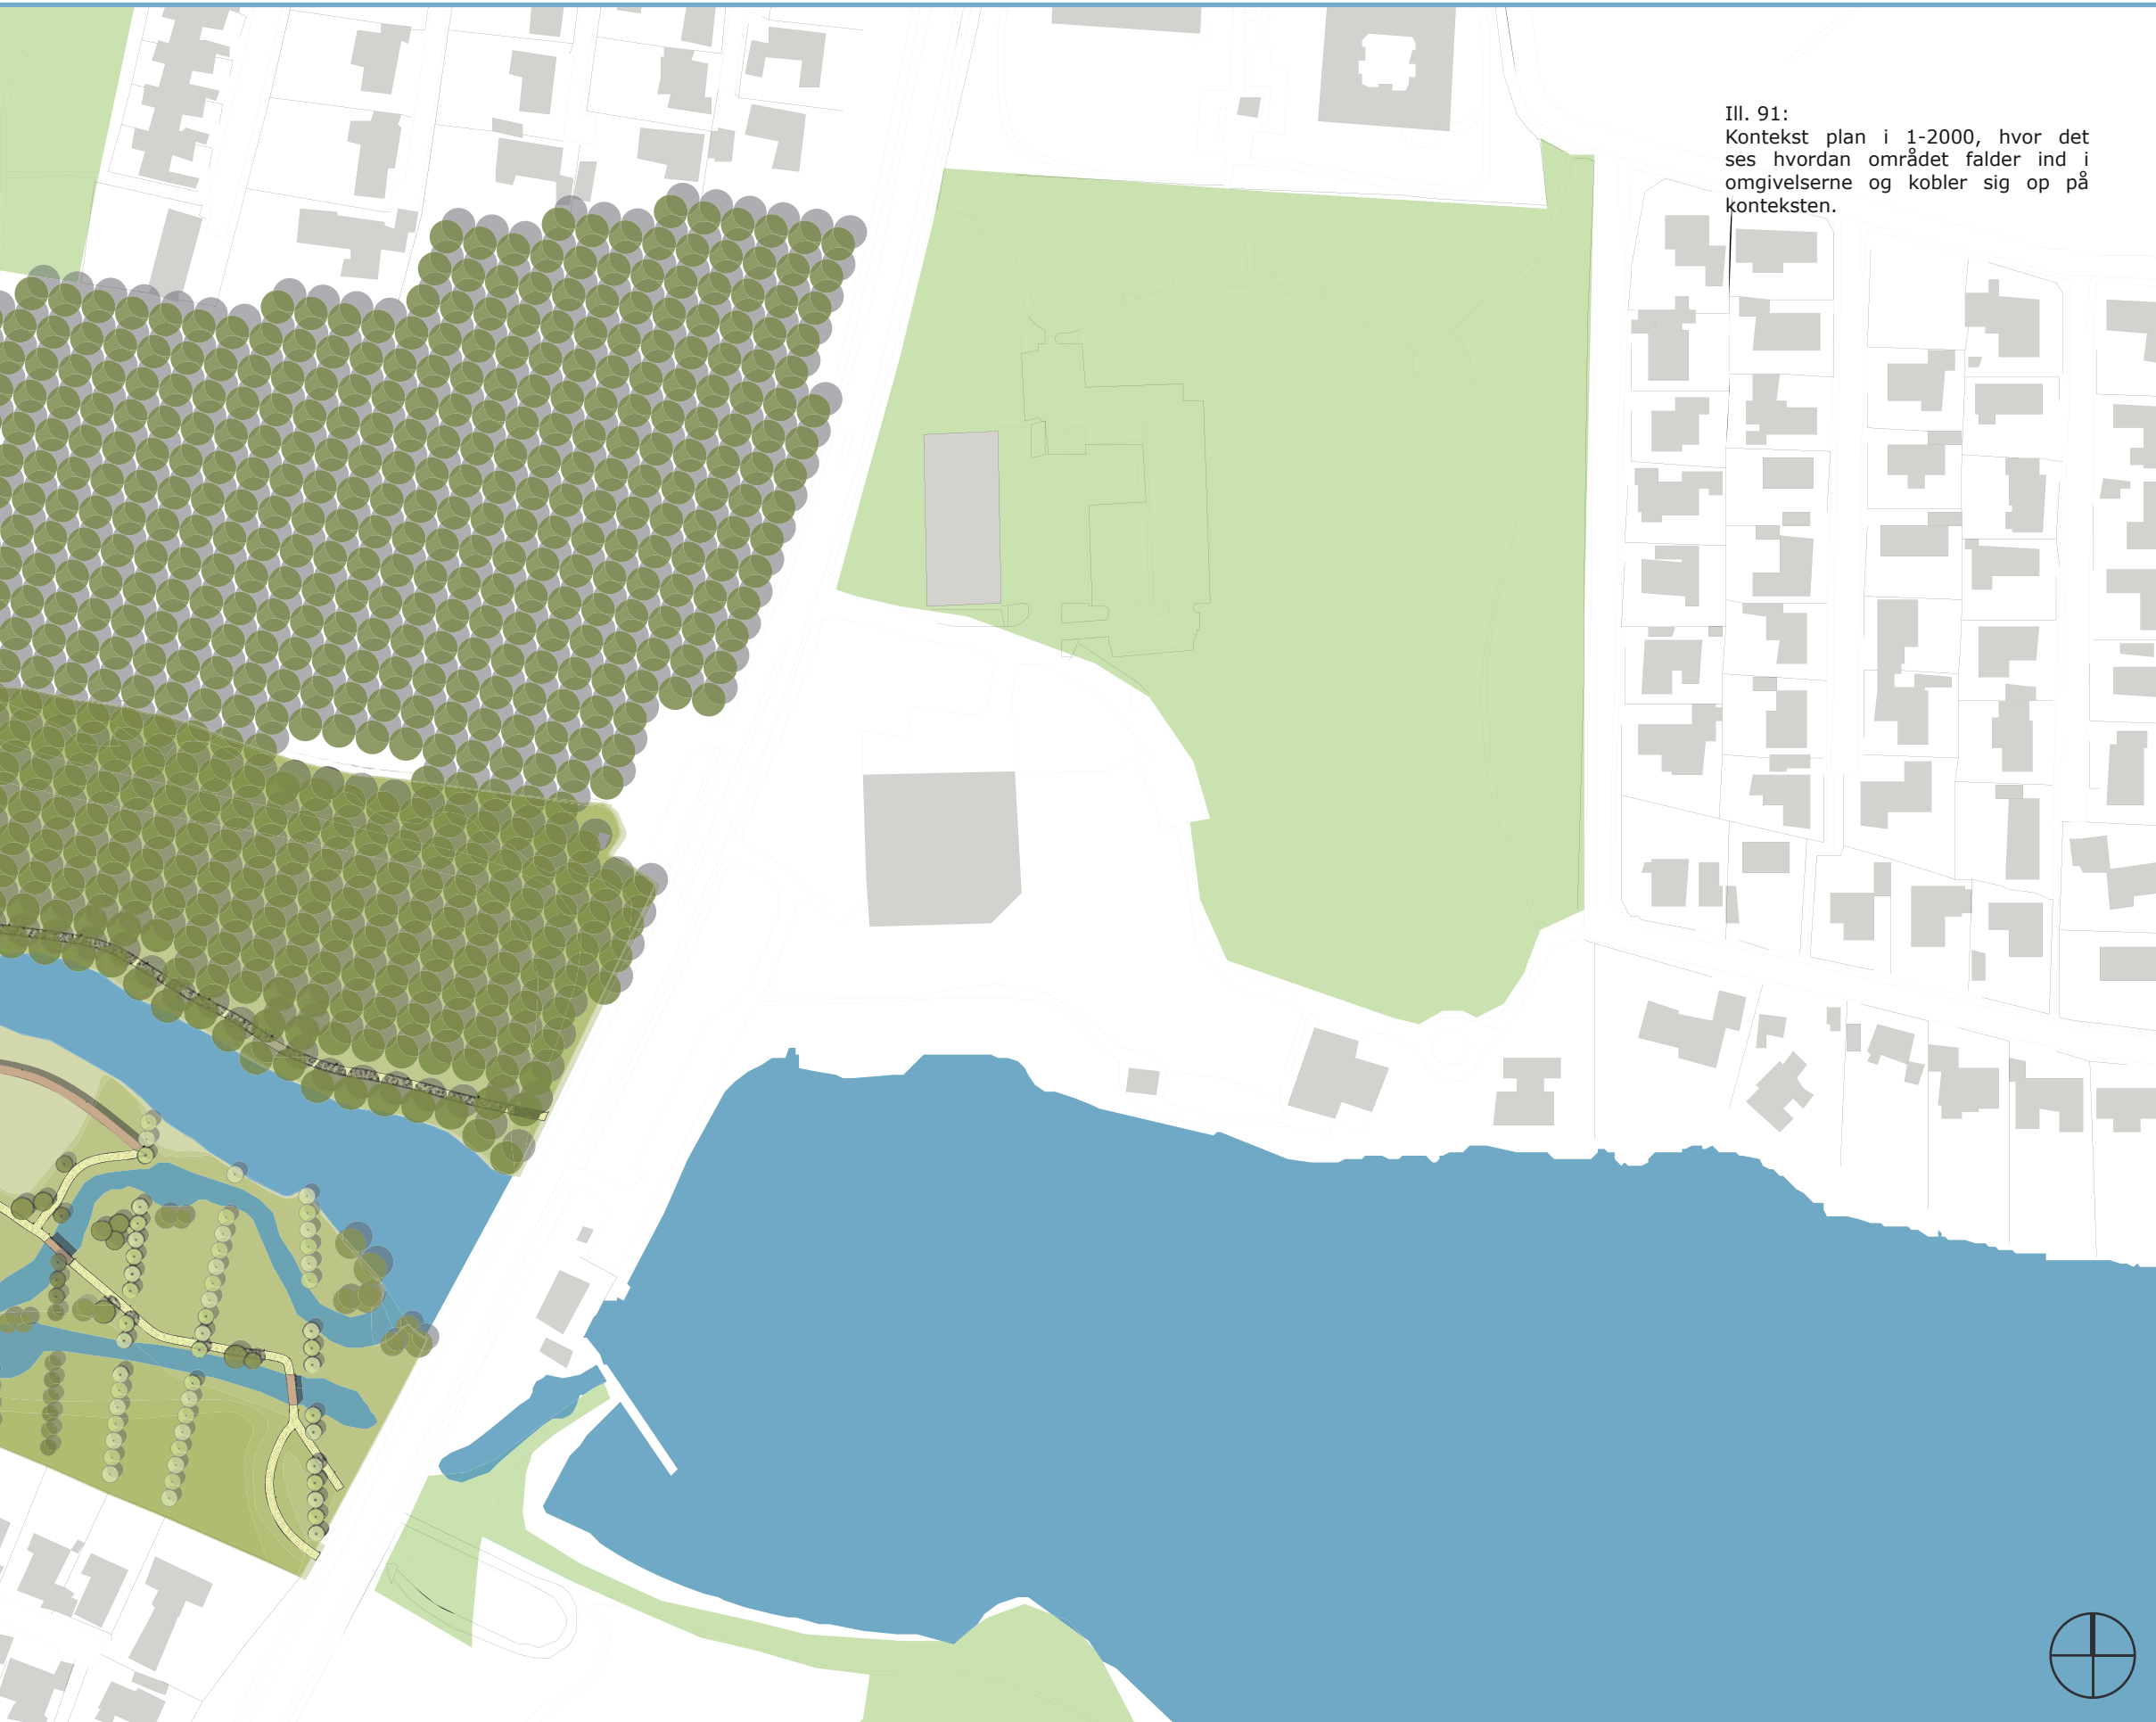 Ill. 91:
Kontekst plan i 1-2000, hvor det
ses hvordan området falder ind i
omgivelserne og kobler sig op på
konteksten.